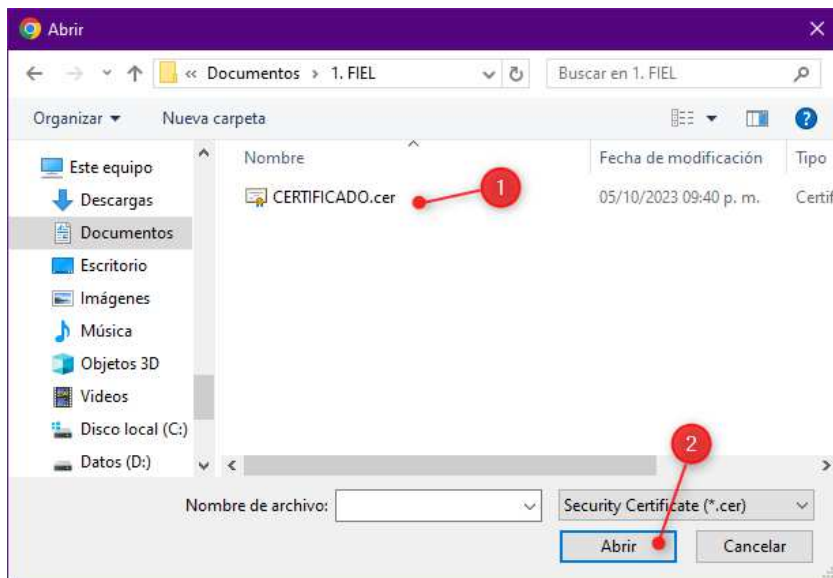 Abrir
« Documentos › 1. FIEL
Buscar en 1. FIEL
Organizar
Nueva carpeta
?
Este equipo
Descargas
Documentos
Escritorio
Imágenes
Música
Objetos 3D
Videos
Disco local (C:)
Datos (D:)
Nombre
Fecha de modificación
Tipo
CERTIFICADO.cer
1
05/10/2023 09:40 p. m.
Certif
2
Nombre de archivo:
Security Certificate (*.cer)
Abrir
Cancelar